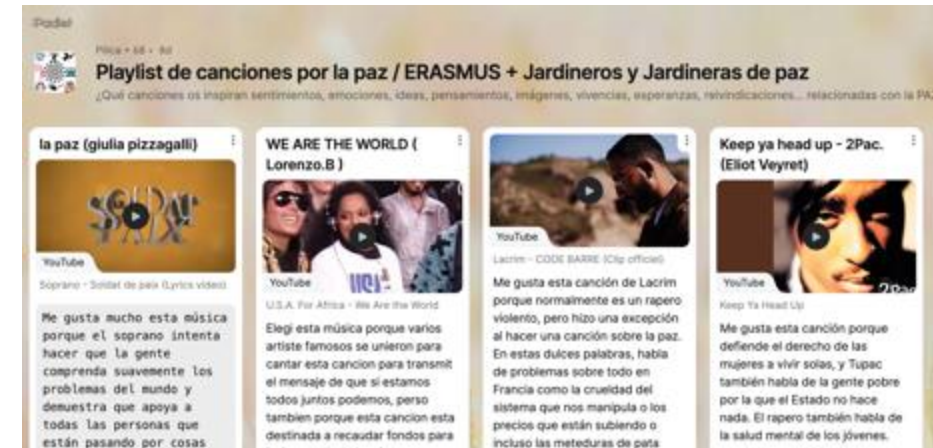 Padlet
Playlist de canciones por la paz / ERASMUS + Jardineros y Jardineras de paz
¿Qué canciones os inspiran sentimientos, emociones, ideas, pensamientos, imágenes, vivencias, esperanzas, reivindicaciones... relacionadas con la PAZ
la paz (giulia pizzagalli)
YouTube
Soprano - Soldat de paix (Lyrics video)
Me gusta mucho esta música
porque el soprano intenta
hacer que la gente
comprenda suavemente los
problemas del mundo y
demuestra que apoya a
todas las personas que
están pasando por cosas
WE ARE THE WORLD (
Lorenzo.B )
YouTube
U.S.A. For Africa - We Are the World
Elegi esta música porque varios
artiste famosos se unieron para
cantar esta cancion para transmit
el mensaje de que si estamos
todos juntos podemos, perso
tambien porque esta cancion esta
destinada a recaudar fondos para
YouTube
Lacrim - CODE BARRE (Clip officiel)
Me gusta esta canción de Lacrim
porque normalmente es un rapero
violento, pero hizo una excepción
al hacer una canción sobre la paz.
En estas dulces palabras, habla
de problemas sobre todo en
Francia como la crueldad del
sistema que nos manipula o los
precios que están subiendo o
incluso las meteduras de pata
Keep ya head up - 2Pac.
(Eliot Veyret)
2Pac
YouTube
Keep Ya Head Up
Me gusta esta canción porque
defiende el derecho de las
mujeres a vivir solas, y Tupac
también habla de la gente pobre
por la que el Estado no hace
nada. El rapero también habla de
la salud mental de los jóvenes.